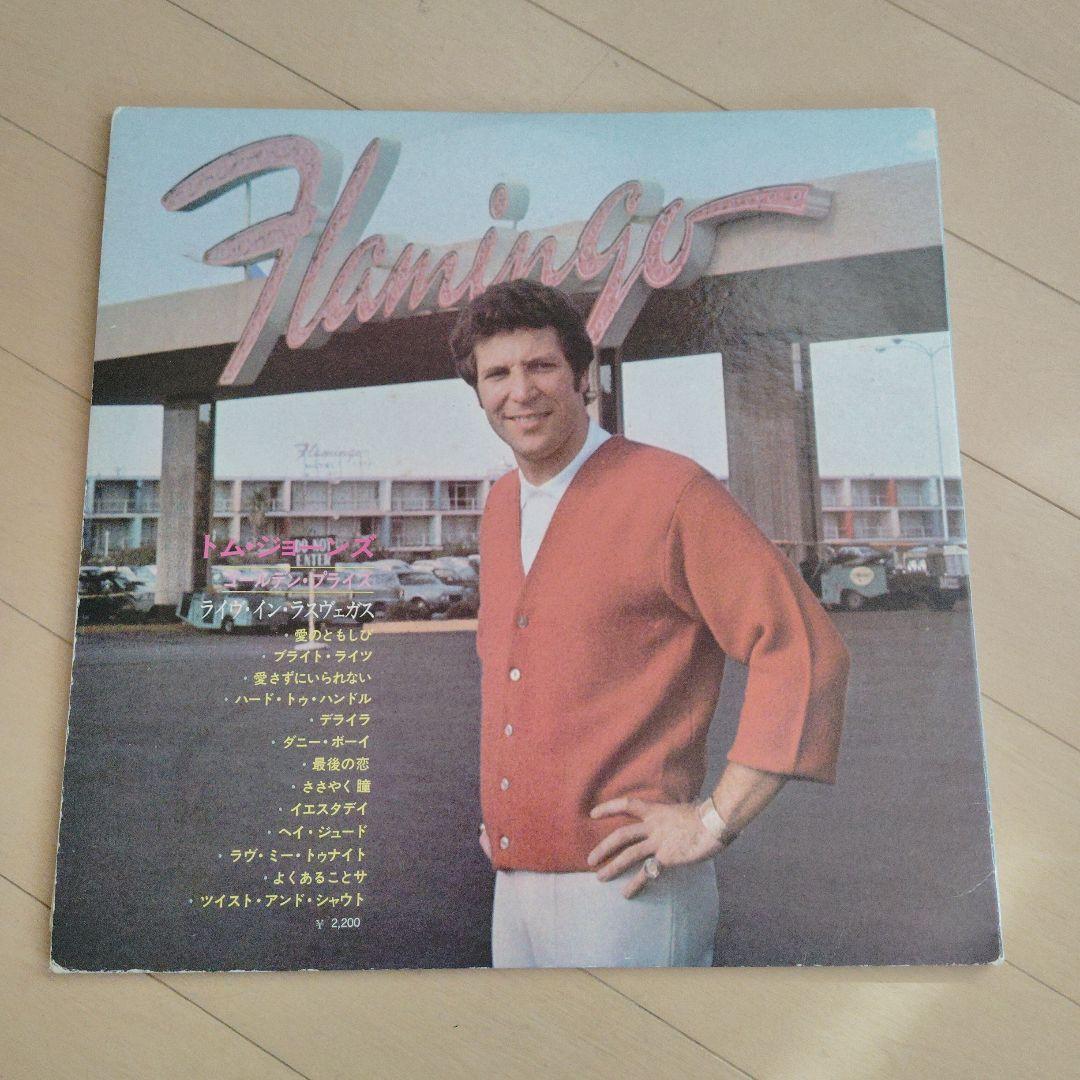 Flamingo
Flamingo
トム・ジョーンズ
DO NOT
ENTER
ゴールデン・プライズ
ライヴ・イン・ラスヴェガス
・愛のともしび
・ブライト・ライツ
・愛さずにいられない
・ハード・トゥ・ハンドル
・デライラ
・ダニー・ボーイ
・最後の恋
・ささやく瞳
・イエスタデイ
・ヘイ・ジュード
・ラヴ・ミー・トゥナイト
・よくあることサ
・ツイスト・アンド・シャウト
¥ 2,200